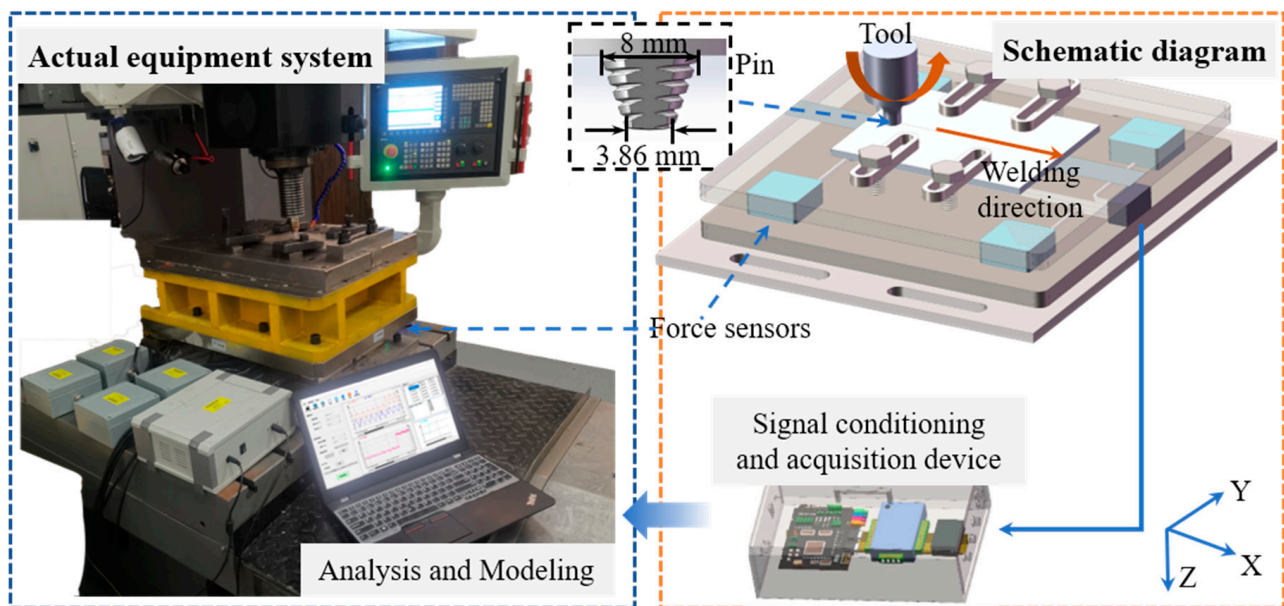 Actual equipment system
8 mm
3.86 mm
Pin
Tool
Schematic diagram
Welding
direction
Force sensors
Signal conditioning
and acquisition device
Analysis and Modeling
Y
X
Z